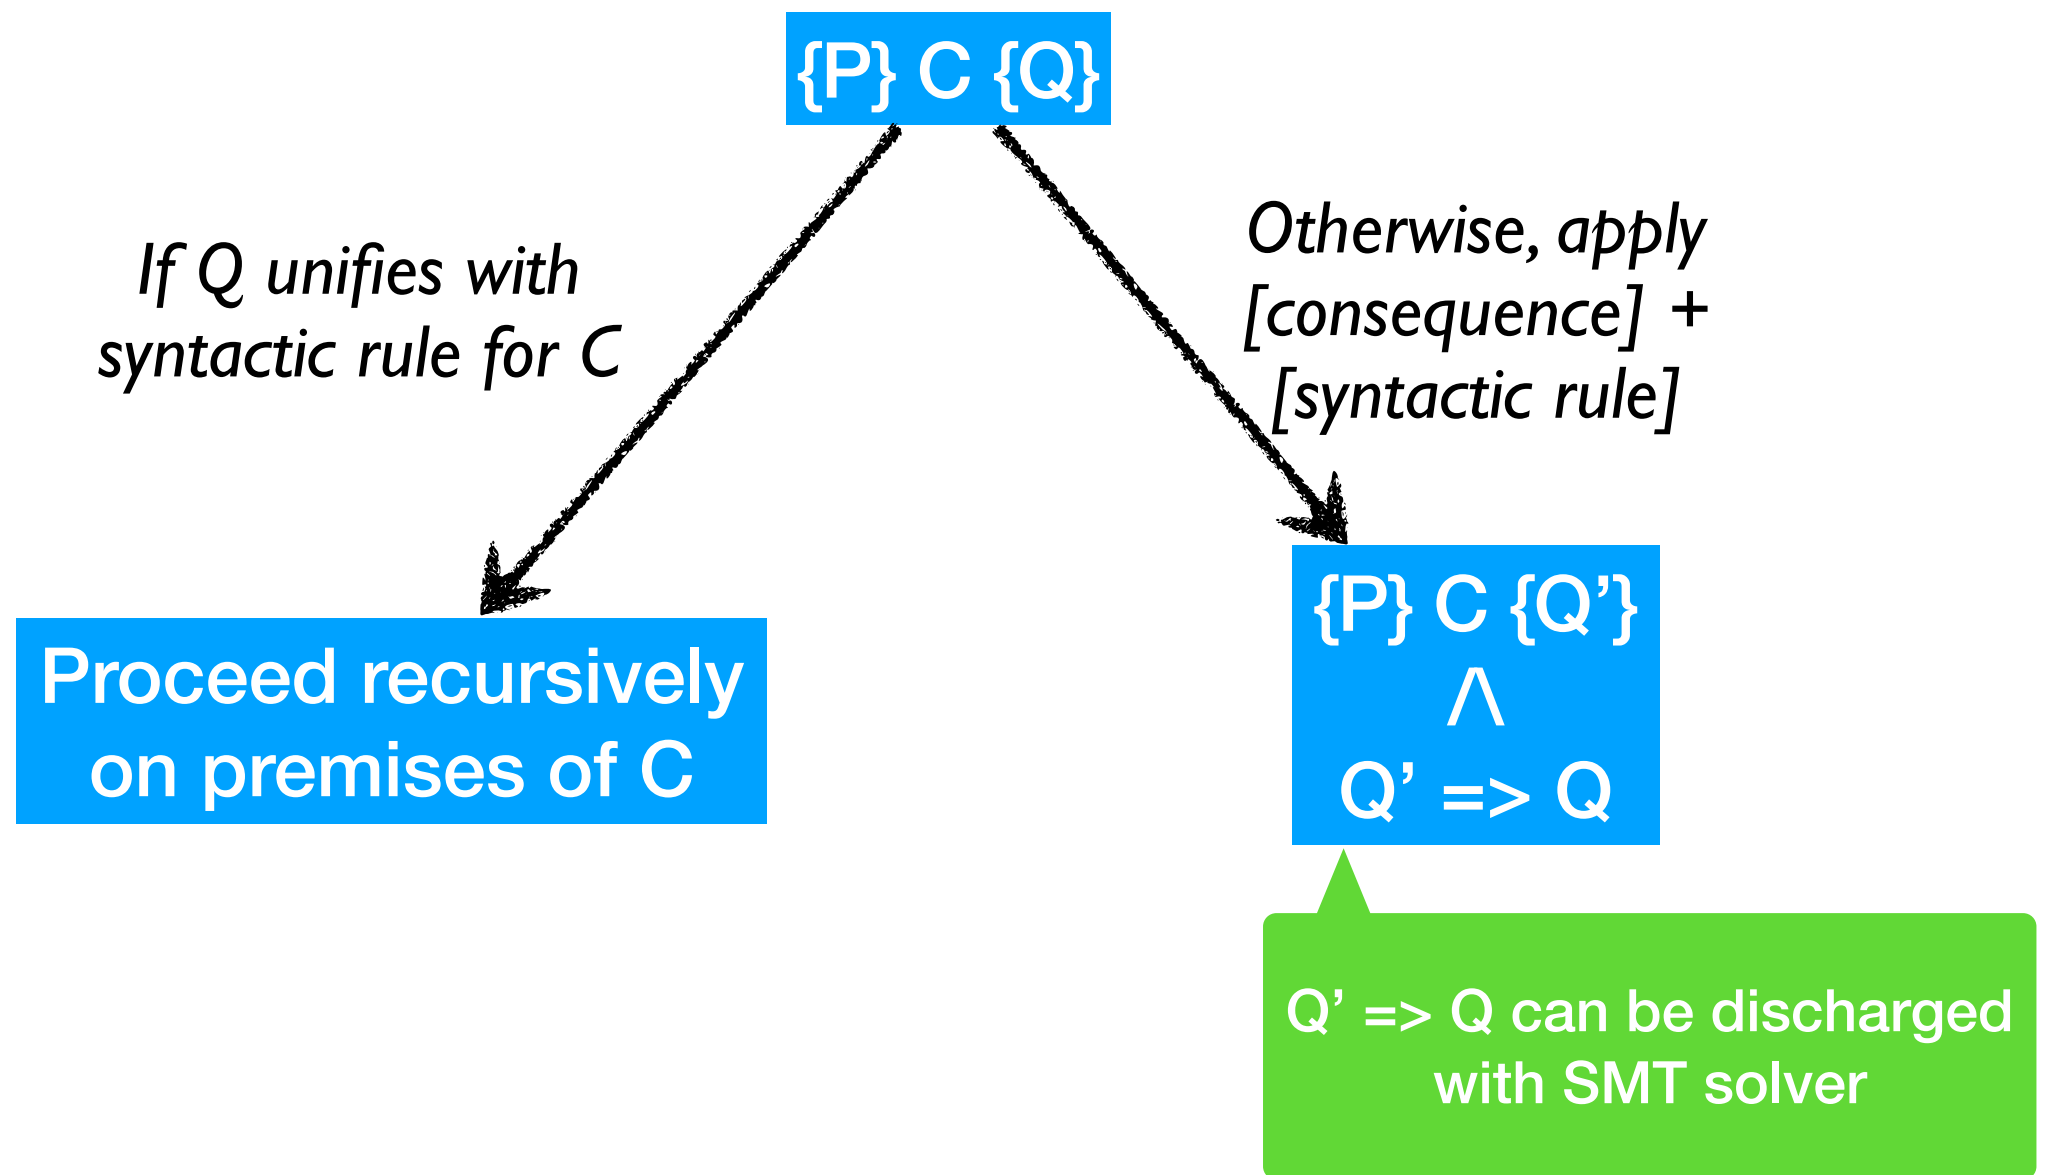 {P} C {Q}
If Q unifies with
syntactic rule for C
Otherwise, apply
[consequence] +
[syntactic rule]
Proceed recursively
on premises of C
{P} C {Q’}
/\
Q’ => Q
Q’ => Q can be discharged
with SMT solver